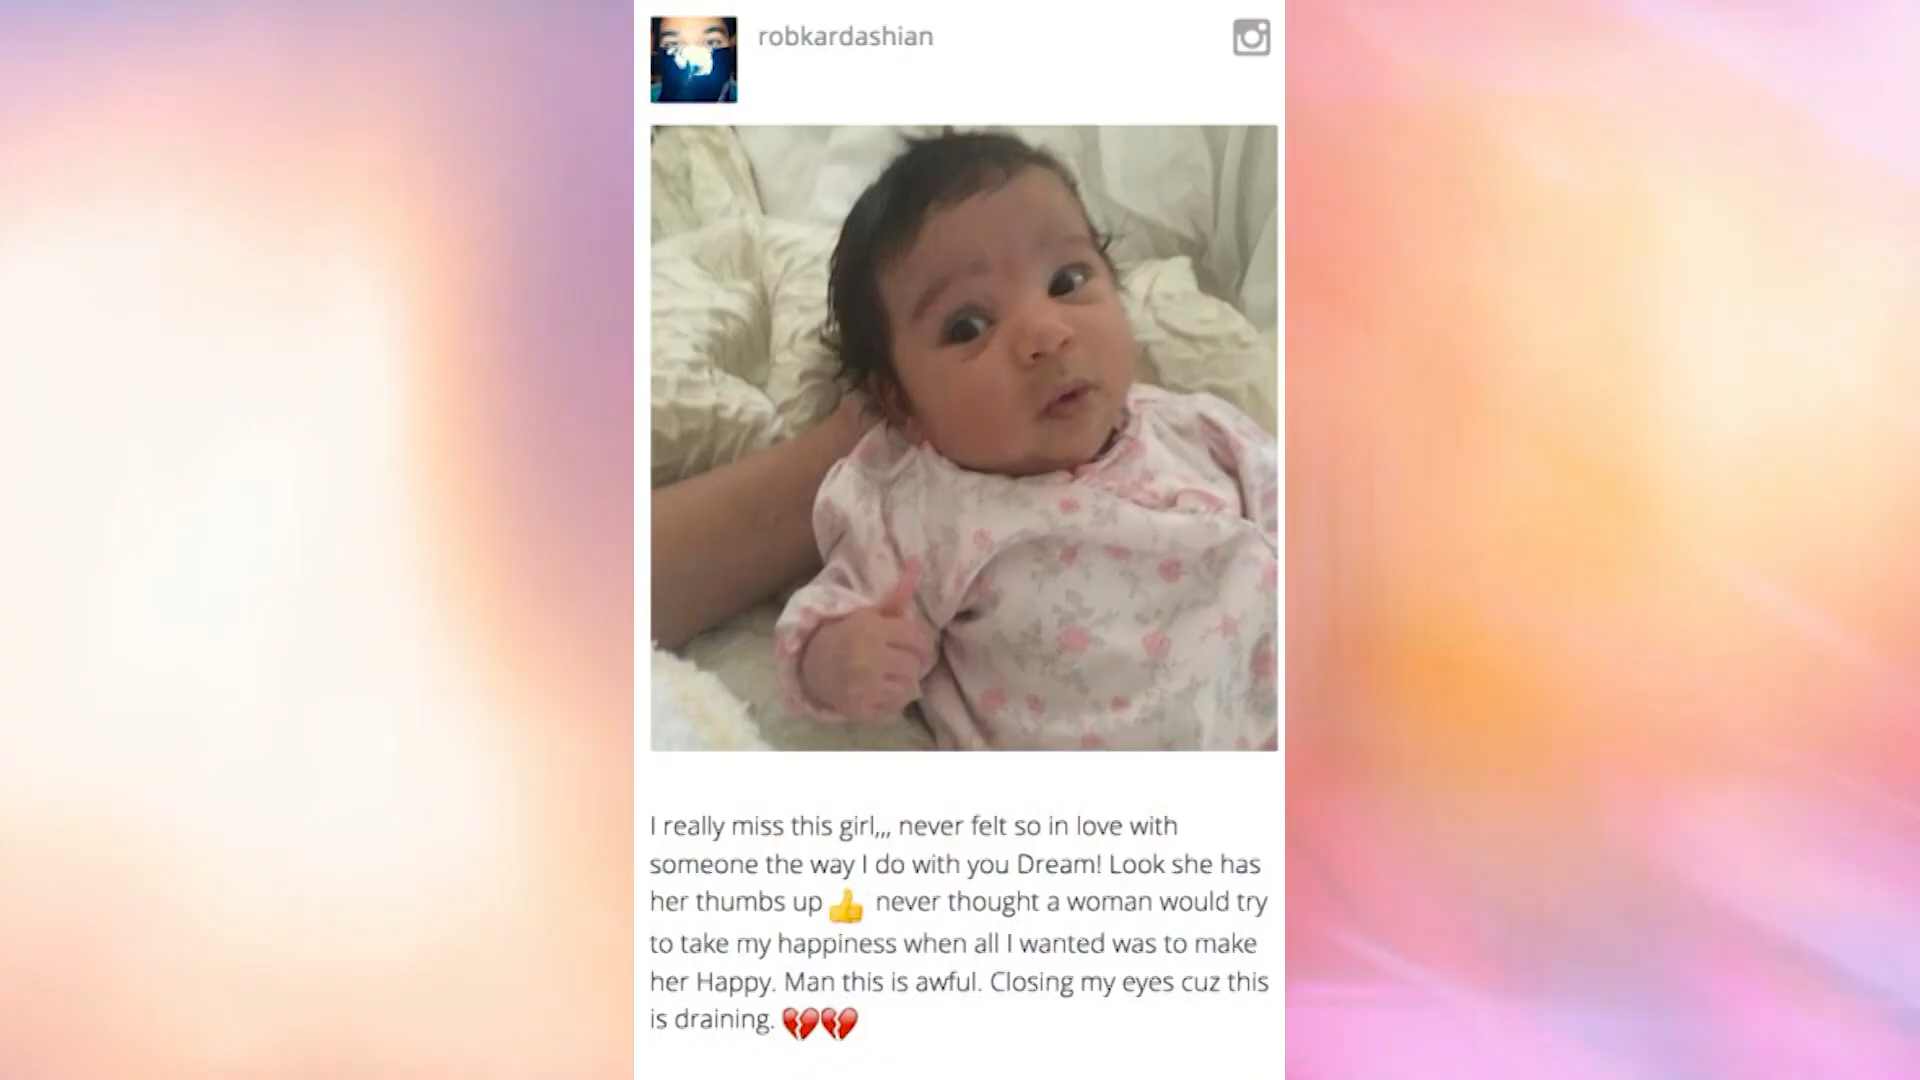 robkardashian
I really miss this girl,,, never felt so in love with
someone the way I do with you Dream! Look she has
her thumbs up 👍 never thought a woman would try
to take my happiness when all I wanted was to make
her Happy. Man this is awful. Closing my eyes cuz this
is draining. 💔💔